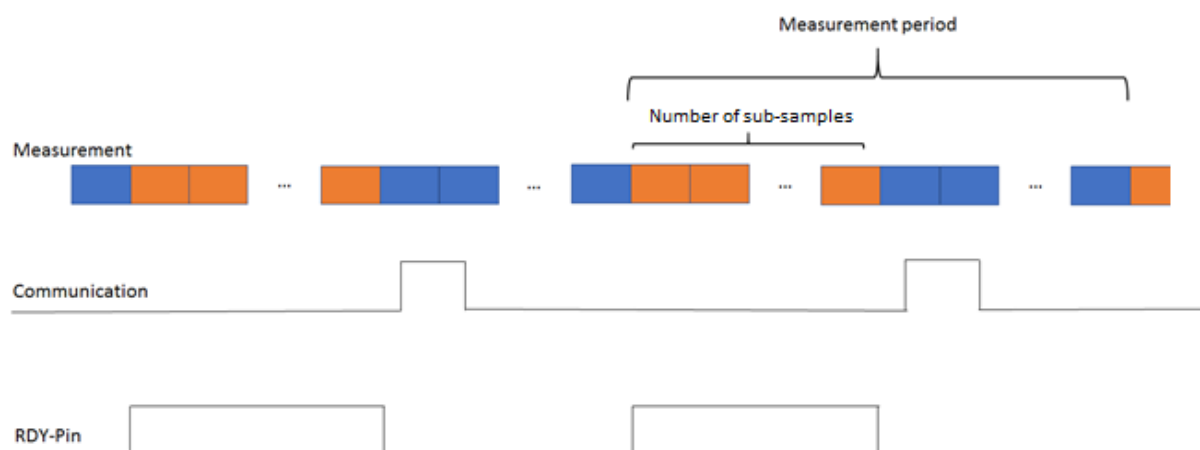 Measurement period
Number of sub-samples
Measurement
... ... ... ...
Communication
RDY-Pin